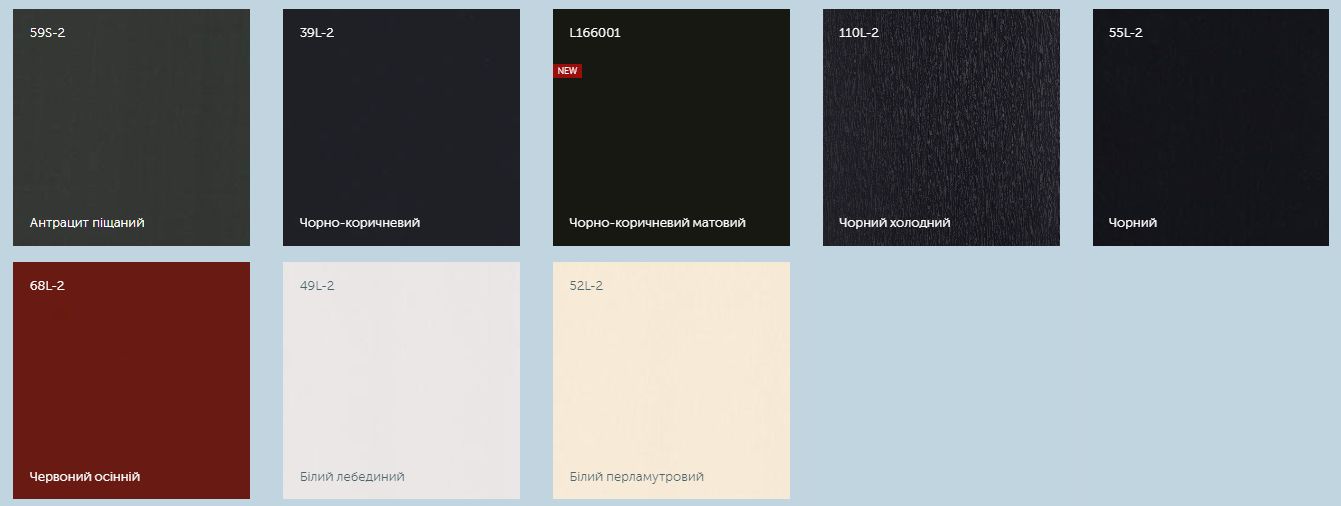 59S-2
Антрацит піщаний
39L-2
Чорно-коричневий
L166001
NEW
Чорно-коричневий матовий
110L-2
Чорний холодний
55L-2
Чорний
68L-2
Червоний осінній
49L-2
Білий лебединий
52L-2
Білий перламутровий